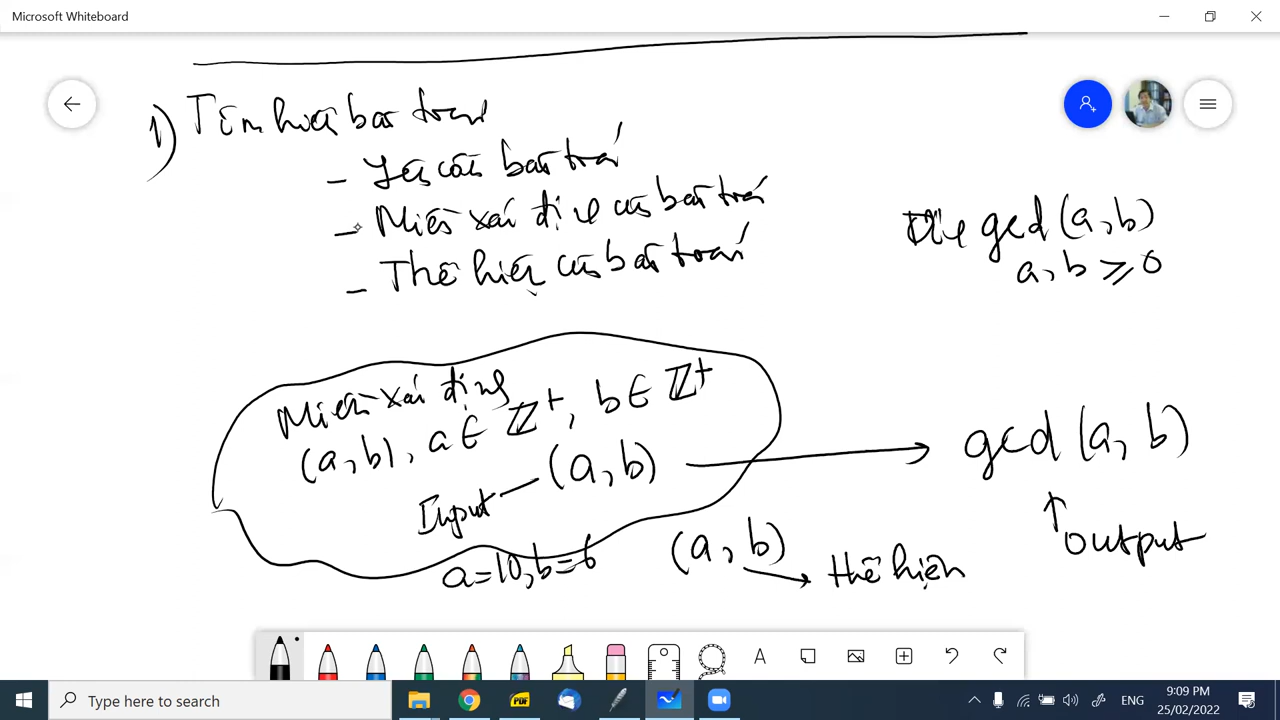 Microsoft Whiteboard
1) Tìm hiểu bài toán
- Yêu cầu bài toán
- Miền xác định của bài toán
- Thể hiện của bài toán
gcd (a,b)
a, b ⩾ 0
Miền xác định
(a,b), a ∈ ℤ+, b ∈ ℤ+
Input — (a,b)
gcd (a, b)
↑
output
a=10, b=6
(a, b)
→ thể hiện
A
Type here to search
PDF
ENG
9:09 PM
25/02/2022